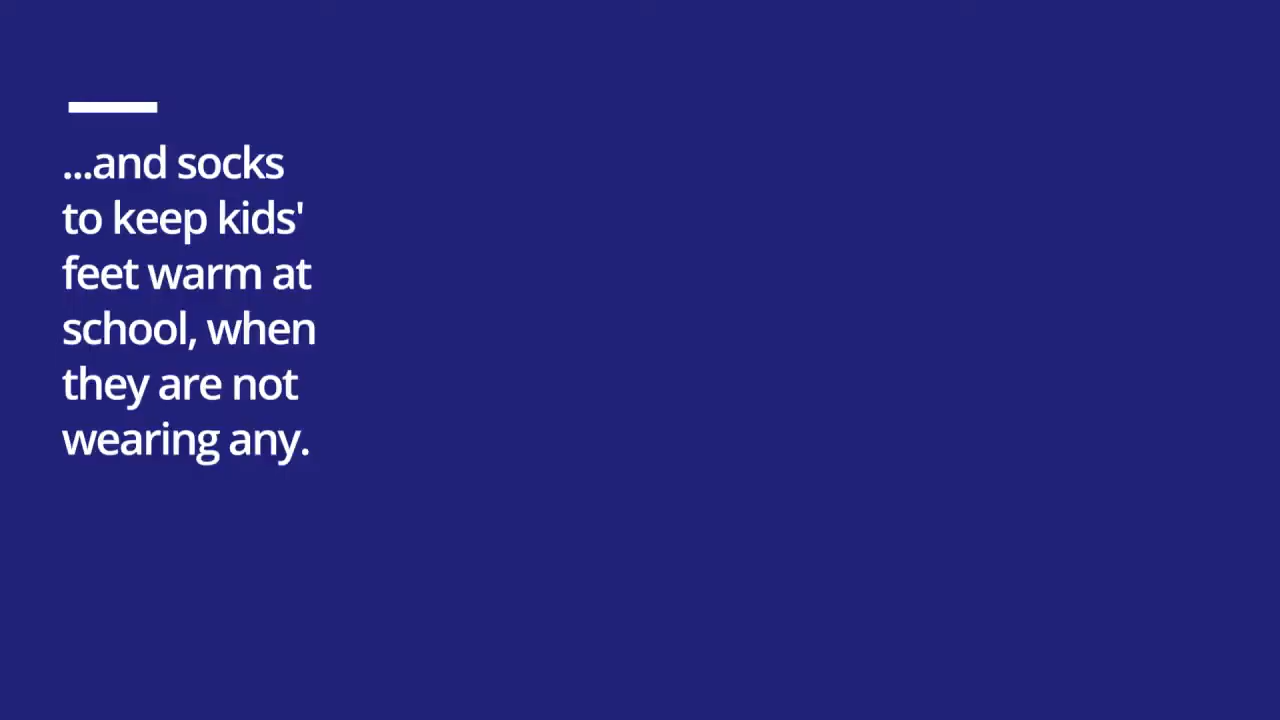 ...and socks
to keep kids'
feet warm at
school, when
they are not
wearing any.